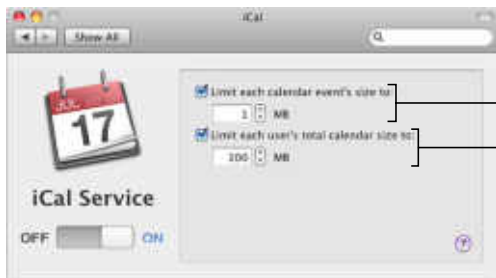 iCal
Show All
JUL
17
iCal Service
OFF ON
Limit each calendar event's size to:
1 MB
Limit each user's total calendar size to:
100 MB
?